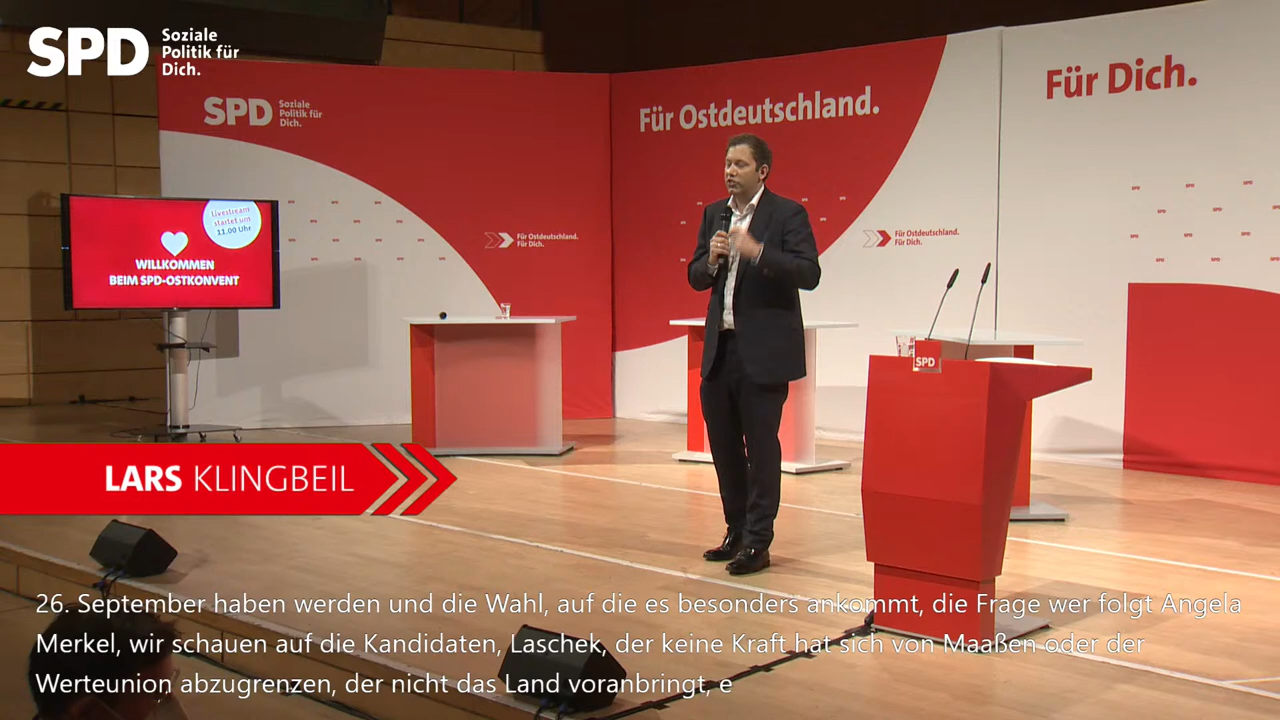 SPD Soziale
Politik für
Dich.
SPD Soziale
Politik für
Dich.
Für Ostdeutschland.
Für Dich.
Livestream
startet um
11.00 Uhr
WILLKOMMEN
BEIM SPD-OSTKONVENT
Für Ostdeutschland.
Für Dich.
Für Ostdeutschland.
Für Dich.
SPD
LARS KLINGBEIL
26. September haben werden und die Wahl, auf die es besonders ankommt, die Frage wer folgt Angela
Merkel, wir schauen auf die Kandidaten, Laschek, der keine Kraft hat sich von Maaßen oder der
Werteunion abzugrenzen, der nicht das Land voranbringt, e